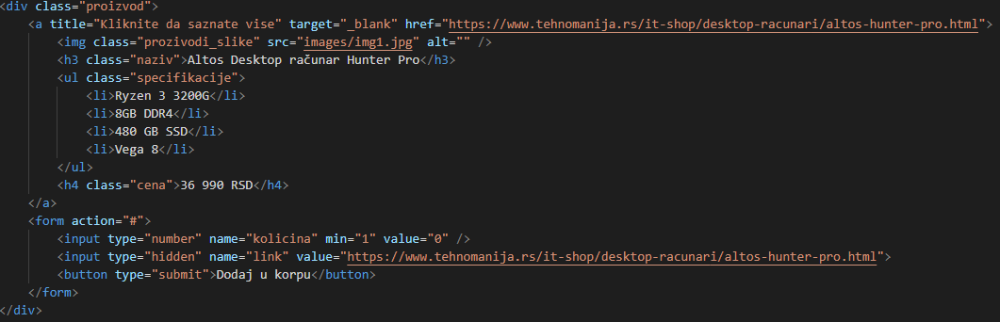 <div class="proizvod">
<a title="Kliknite da saznate vise" target="_blank" href="https://www.tehnomanija.rs/it-shop/desktop-racunari/altos-hunter-pro.html">
<img class="prozivodi_slike" src="images/img1.jpg" alt="" />
<h3 class="naziv">Altos Desktop računar Hunter Pro</h3>
<ul class="specifikacije">
<li>Ryzen 3 3200G</li>
<li>8GB DDR4</li>
<li>480 GB SSD</li>
<li>Vega 8</li>
</ul>
<h4 class="cena">36 990 RSD</h4>
</a>
<form action="#">
<input type="number" name="kolicina" min="1" value="0" />
<input type="hidden" name="link" value="https://www.tehnomanija.rs/it-shop/desktop-racunari/altos-hunter-pro.html">
<button type="submit">Dodaj u korpu</button>
</form>
</div>